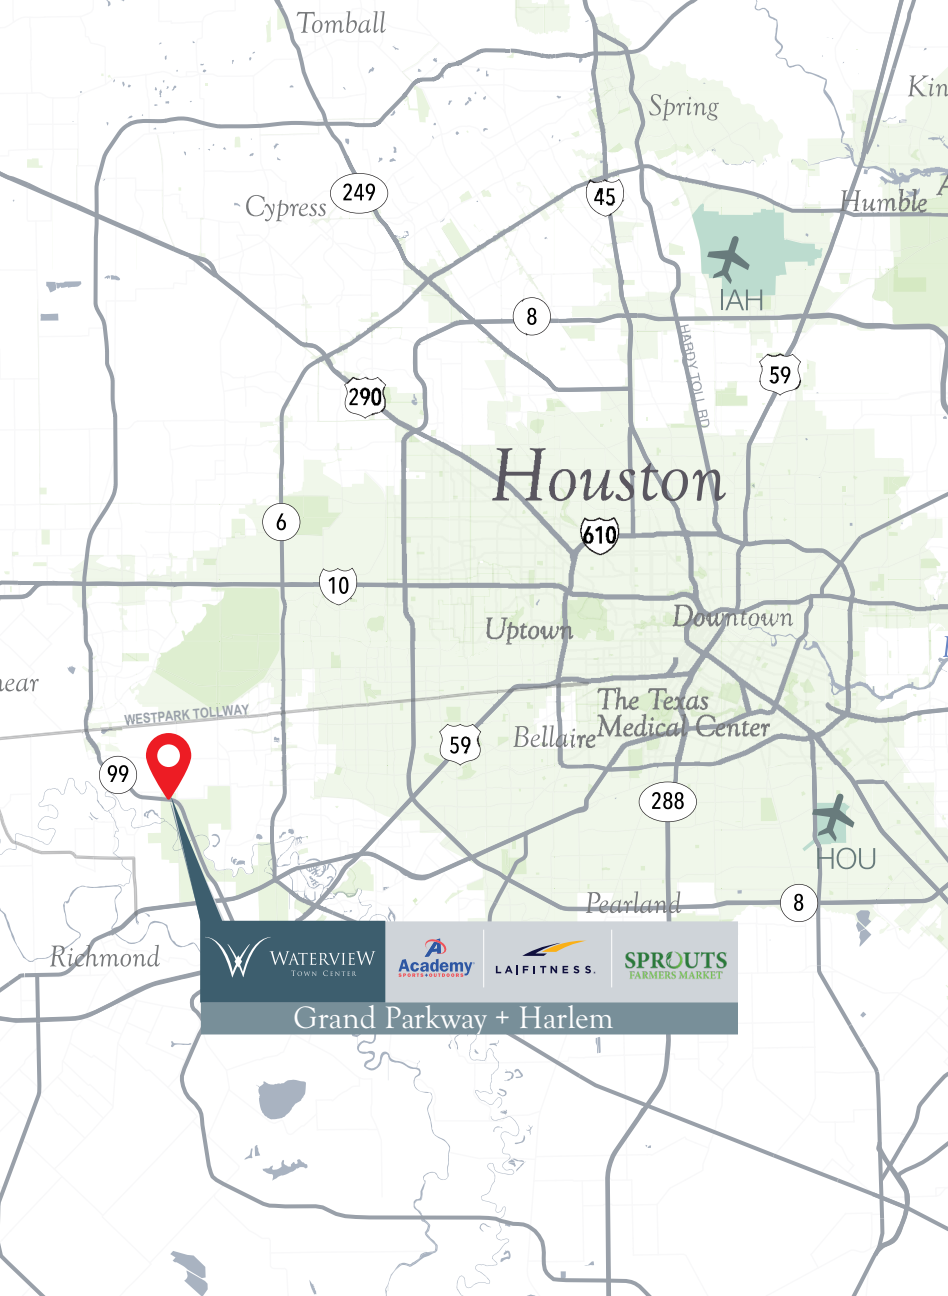 Tomball
Spring
Kin
Cypress
249
45
Humble
A
IAH
8
HARDY TOLL RD
59
290
Houston
6
610
10
Uptown
Downtown
near
WESTPARK TOLLWAY
The Texas
Medical Center
59
Bellaire
99
288
HOU
Pearland
8
Richmond
WATERVIEW
TOWN CENTER
Academy
SPORTS+OUTDOORS
LA|FITNESS.
SPROUTS
FARMERS MARKET
Grand Parkway + Harlem